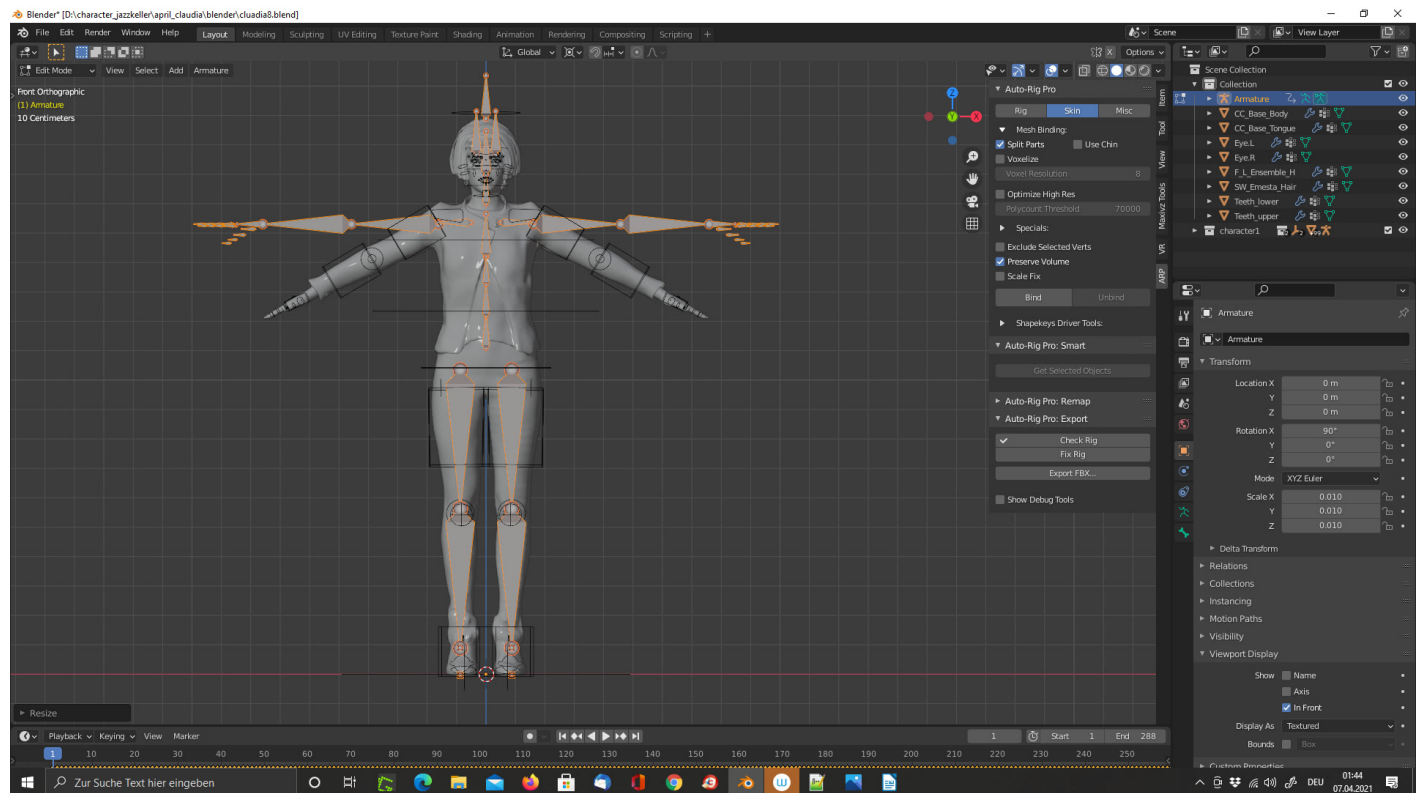 Blender* [D:\character_jazzkeller\april_claudia\blender\cluadia8.blend]
File Edit Render Window Help Layout Modeling Sculpting UV Editing Texture Paint Shading Animation Rendering Compositing Scripting + Scene View Layer
Global Options
Edit Mode View Select Add Armature
Front Orthographic
(1) Armature
10 Centimeters
Z
Y
X
Auto-Rig Pro
Rig Skin Misc
Mesh Binding:
Split Parts Use Chin
Voxelize
Voxel Resolution 8
Optimize High Res
Polycount Threshold 70000
Specials:
Exclude Selected Verts
Preserve Volume
Scale Fix
Bind Unbind
Shapekeys Driver Tools:
Auto-Rig Pro: Smart
Get Selected Objects
Auto-Rig Pro: Remap
Auto-Rig Pro: Export
Check Rig
Fix Rig
Export FBX...
Show Debug Tools
Item
Tool
View
Maxivz Tools
VR
ARP
Scene Collection
Collection
Armature
CC_Base_Body
CC_Base_Tongue
Eye.L
Eye.R
F_L_Ensemble_H
SW_Emesta_Hair
Teeth_lower
Teeth_upper
character1
Armature
Armature
Transform
Location X 0 m
Y 0 m
Z 0 m
Rotation X 90°
Y 0°
Z 0°
Mode XYZ Euler
Scale X 0.010
Y 0.010
Z 0.010
Delta Transform
Relations
Collections
Instancing
Motion Paths
Visibility
Viewport Display
Show Name
Axis
In Front
Display As Textured
Bounds Box
Custom Properties
Resize
Playback Keying View Marker 1 Start 1 End 288
1 10 20 30 40 50 60 70 80 90 100 110 120 130 140 150 160 170 180 190 200 210 220 230 240 250
Zur Suche Text hier eingeben
DEU
01:44
07.04.2021